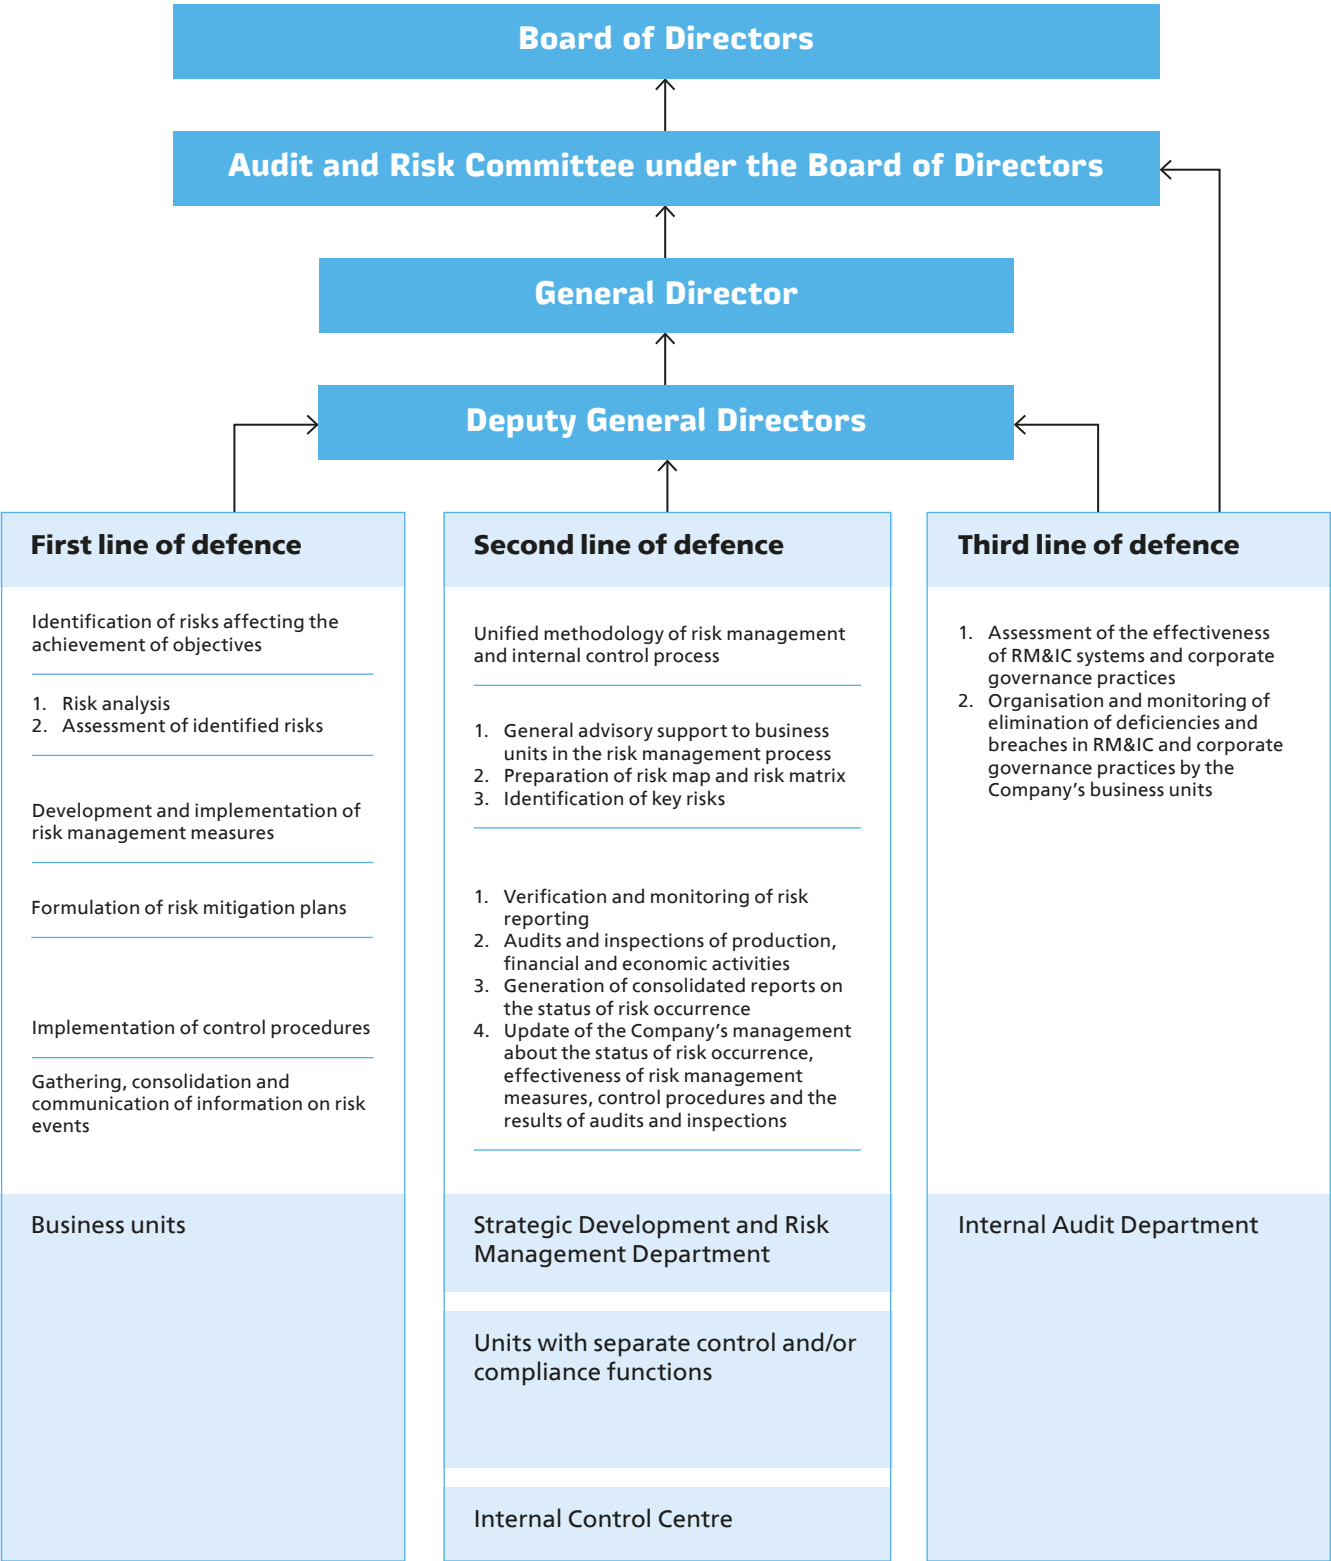 Board of Directors
Audit and Risk Committee under the Board of Directors
General Director
Deputy General Directors
First line of defence
Identification of risks affecting the
achievement of objectives
1. Risk analysis
2. Assessment of identified risks
Development and implementation of
risk management measures
Formulation of risk mitigation plans
Implementation of control procedures
Gathering, consolidation and
communication of information on risk
events
Business units
Second line of defence
Unified methodology of risk management
and internal control process
1. General advisory support to business
units in the risk management process
2. Preparation of risk map and risk matrix
3. Identification of key risks
1. Verification and monitoring of risk
reporting
2. Audits and inspections of production,
financial and economic activities
3. Generation of consolidated reports on
the status of risk occurrence
4. Update of the Company’s management
about the status of risk occurrence,
effectiveness of risk management
measures, control procedures and the
results of audits and inspections
Strategic Development and Risk
Management Department
Units with separate control and/or
compliance functions
Internal Control Centre
Third line of defence
1. Assessment of the effectiveness
of RM&IC systems and corporate
governance practices
2. Organisation and monitoring of
elimination of deficiencies and
breaches in RM&IC and corporate
governance practices by the
Company’s business units
Internal Audit Department